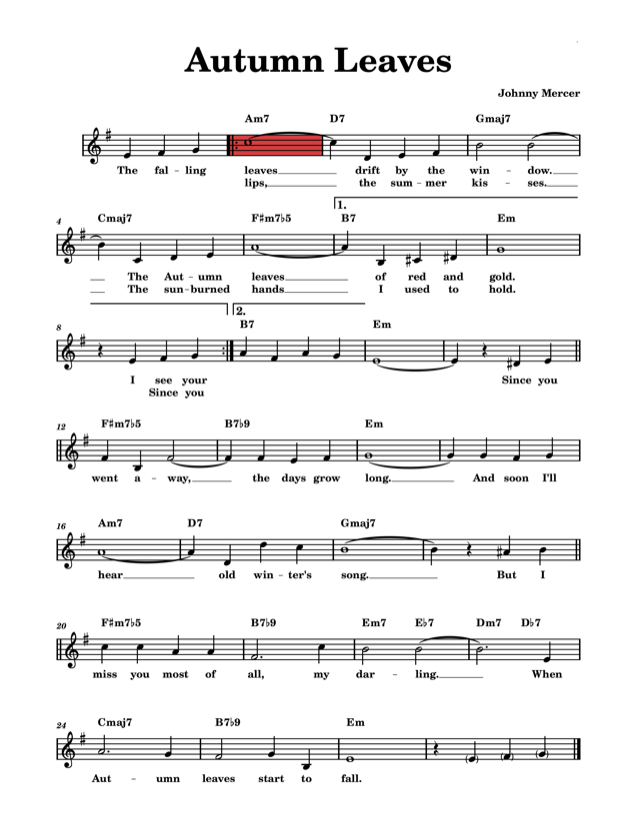 Autumn Leaves
Johnny Mercer
Am7 D7 Gmaj7
The fal – ling leaves drift by the win – dow.
lips, the sum – mer kis – ses.
1.
4 Cmaj7 F♯m7♭5 B7 Em
The Aut – umn leaves of red and gold.
The sun–burned hands I used to hold.
2.
8 B7 Em
I see your Since you
Since you
12 F♯m7♭5 B7♭9 Em
went a – way, the days grow long. And soon I'll
16 Am7 D7 Gmaj7
hear old win – ter's song. But I
20 F♯m7♭5 B7♭9 Em7 E♭7 Dm7 D♭7
miss you most of all, my dar – ling. When
24 Cmaj7 B7♭9 Em
Aut – umn leaves start to fall.